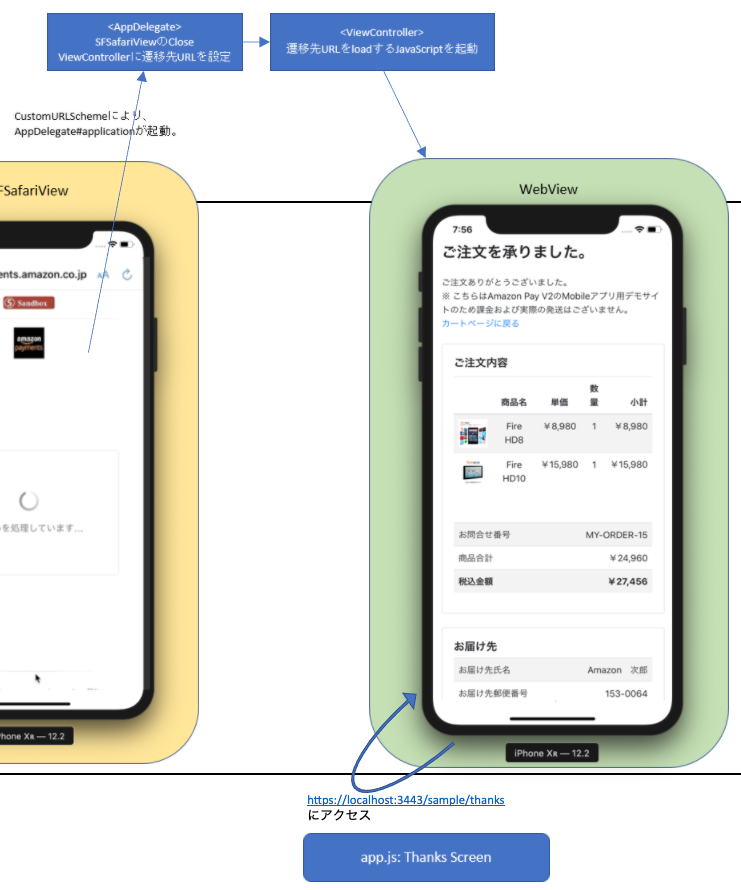 <AppDelegate>
SFSafariViewのClose
ViewControllerに遷移先URLを設定
<ViewController>
遷移先URLをloadするJavaScriptを起動
CustomURLSchemeにより、
AppDelegate#applicationが起動。
FSafariView
ents.amazon.co.jp AA
S Sandbox
amazon
payments
を処理しています...
Phone XR — 12.2
WebView
7:56
ご注文を承りました。
ご注文ありがとうございました。
※ こちらはAmazon Pay V2のMobileアプリ用デモサイ
トのため課金および実際の発送はございません。
カートページに戻る
ご注文内容
商品名 単価 数量 小計
Fire HD8 ￥8,980 1 ￥8,980
Fire HD10 ￥15,980 1 ￥15,980
お問合せ番号 MY-ORDER-15
商品合計 ￥24,960
税込金額 ￥27,456
お届け先
お届け先氏名 Amazon 次郎
お届け先郵便番号 153-0064
iPhone XR — 12.2
https://localhost:3443/sample/thanks
にアクセス
app.js: Thanks Screen